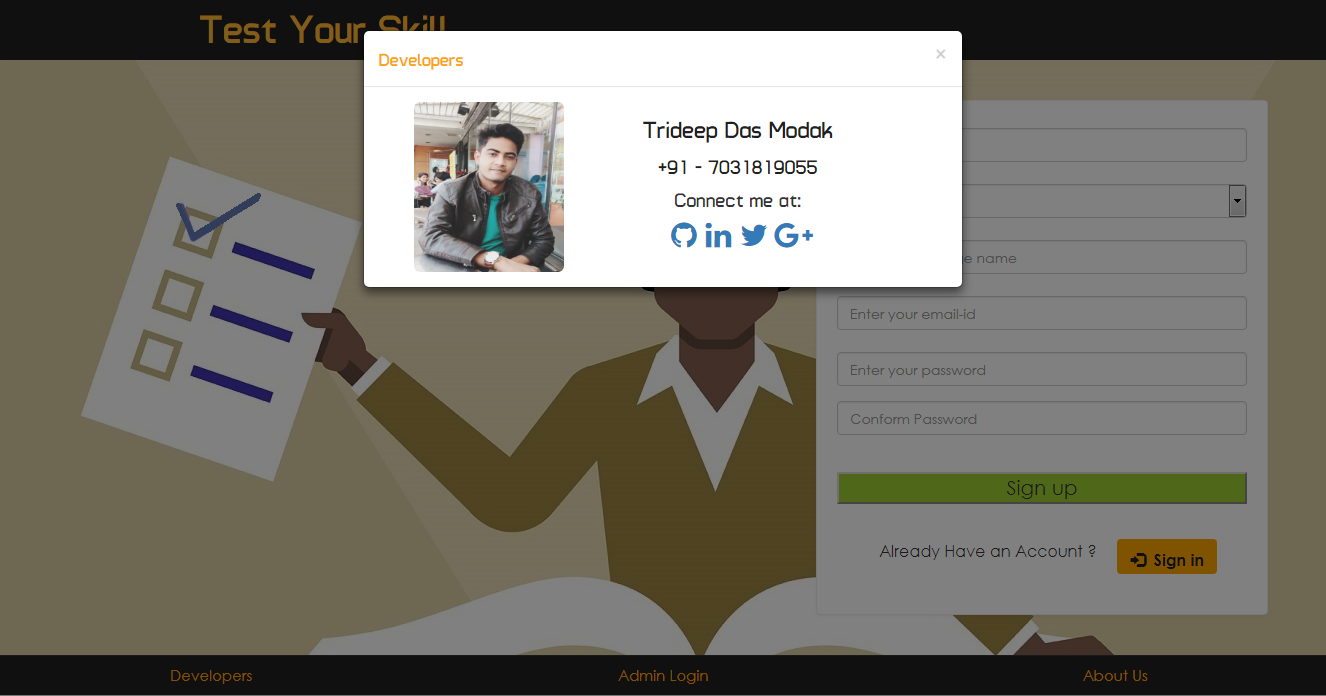 Test Your Skill
Developers
×
Trideep Das Modak
+91 - 7031819055
Connect me at:
in
G+
name
Enter your email-id
Enter your password
Conform Password
Sign up
Already Have an Account ?
Sign in
Developers
Admin Login
About Us